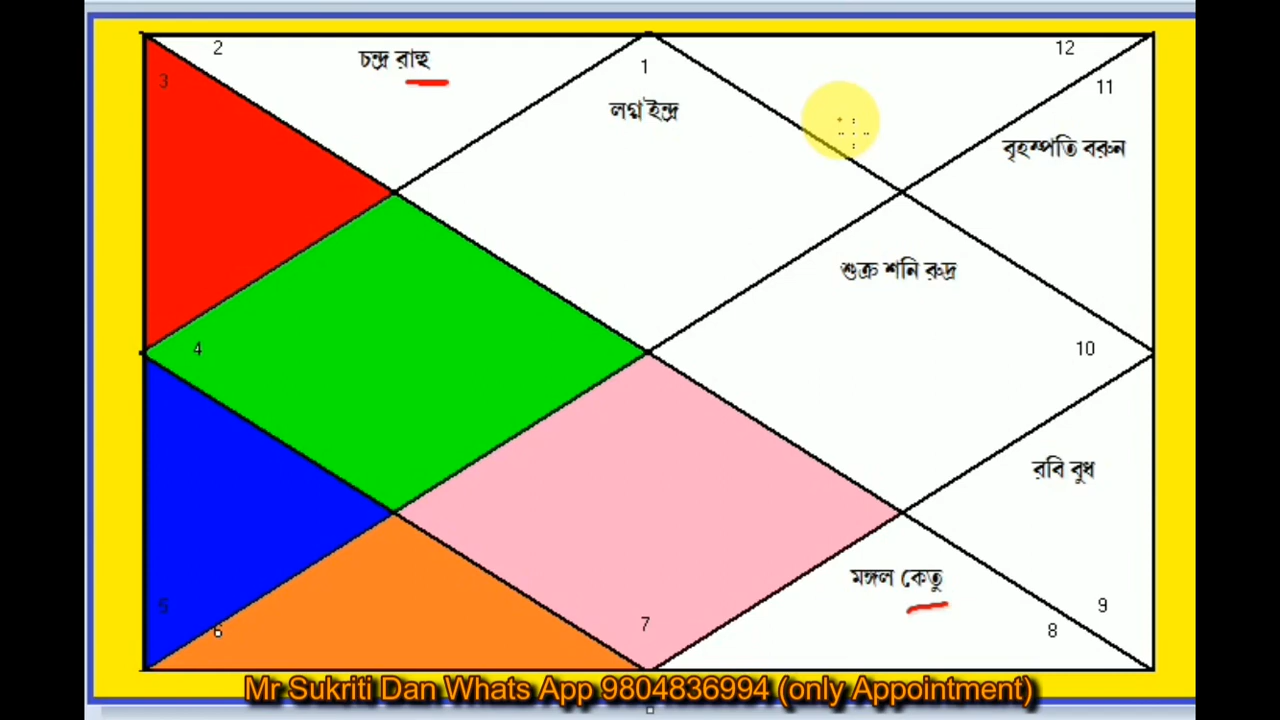 2
চন্দ্র রাহু
1
12
3
11
লগ্ন ইন্দ্র
বৃহস্পতি বরুন
শুক্র শনি রুদ্র
4
10
রবি বুধ
মঙ্গল কেতু
5
9
6
7
8
Mr Sukriti Dan Whats App 9804836994 (only Appointment)